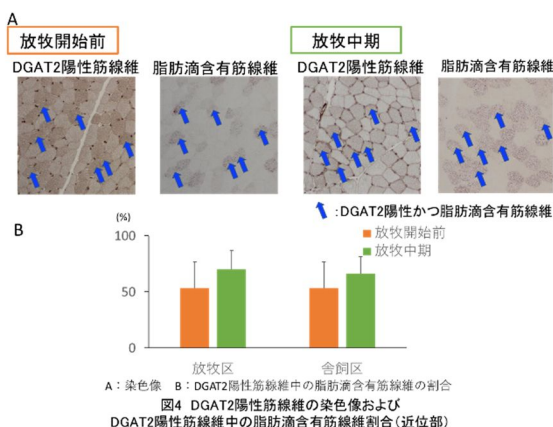 A
放牧開始前
放牧中期
DGAT2陽性筋線維
脂肪滴含有筋線維
DGAT2陽性筋線維
脂肪滴含有筋線維
:DGAT2陽性かつ脂肪滴含有筋線維
B
(%)
100
50
0
放牧開始前
放牧中期
放牧区
舎飼区
A：染色像 B：DGAT2陽性筋線維中の脂肪滴含有筋線維の割合
図4 DGAT2陽性筋線維の染色像および
DGAT2陽性筋線維中の脂肪滴含有筋線維割合(近位部)